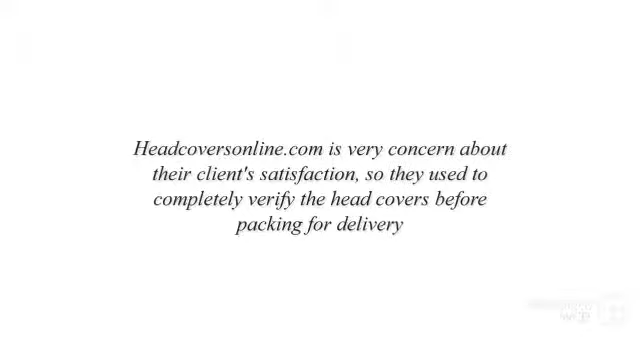 Headcoversonline.com is very concern about
their client's satisfaction, so they used to
completely verify the head covers before
packing for delivery